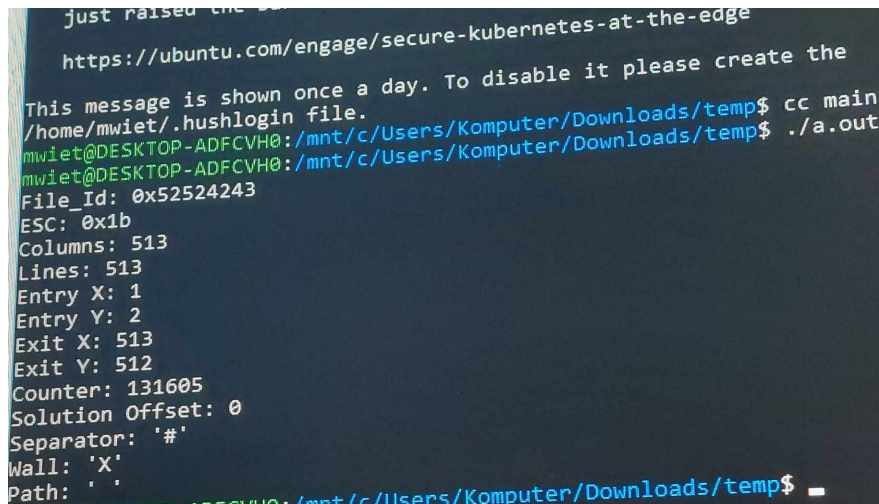 just raised the
https://ubuntu.com/engage/secure-kubernetes-at-the-edge
This message is shown once a day. To disable it please create the
/home/mwiet/.hushlogin file.
mwiet@DESKTOP-ADFCVH0:/mnt/c/Users/Komputer/Downloads/temp$ cc main
mwiet@DESKTOP-ADFCVH0:/mnt/c/Users/Komputer/Downloads/temp$ ./a.out
File_Id: 0x52524243
ESC: 0x1b
Columns: 513
Lines: 513
Entry X: 1
Entry Y: 2
Exit X: 513
Exit Y: 512
Counter: 131605
Solution Offset: 0
Separator: '#'
Wall: 'X'
Path: ' '
:/mnt/c/Users/Komputer/Downloads/temp$